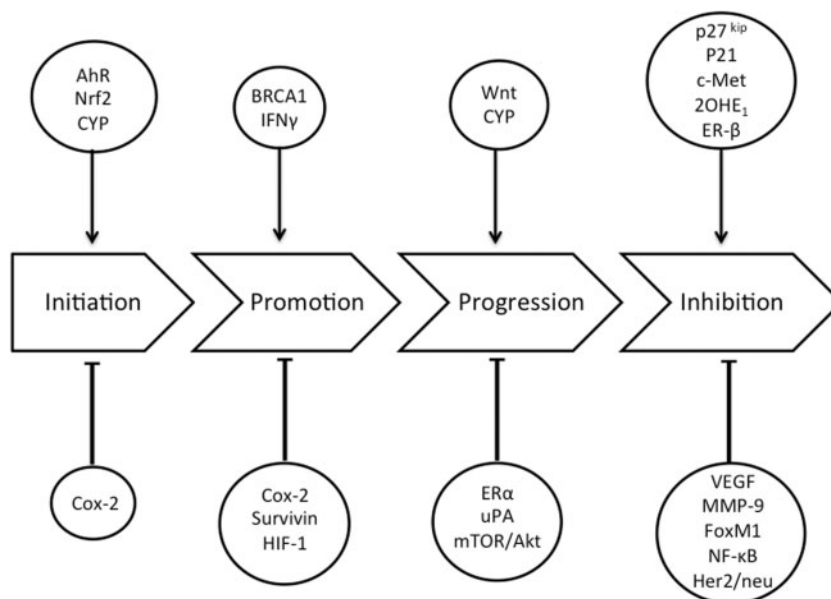 AhR
Nrf2
CYP
BRCA1
IFNγ
Wnt
CYP
p27 kip
P21
c-Met
2OHE₁
ER-β
Initiation
Promotion
Progression
Inhibition
Cox-2
Cox-2
Survivin
HIF-1
ERα
uPA
mTOR/Akt
VEGF
MMP-9
FoxM1
NF-κB
Her2/neu